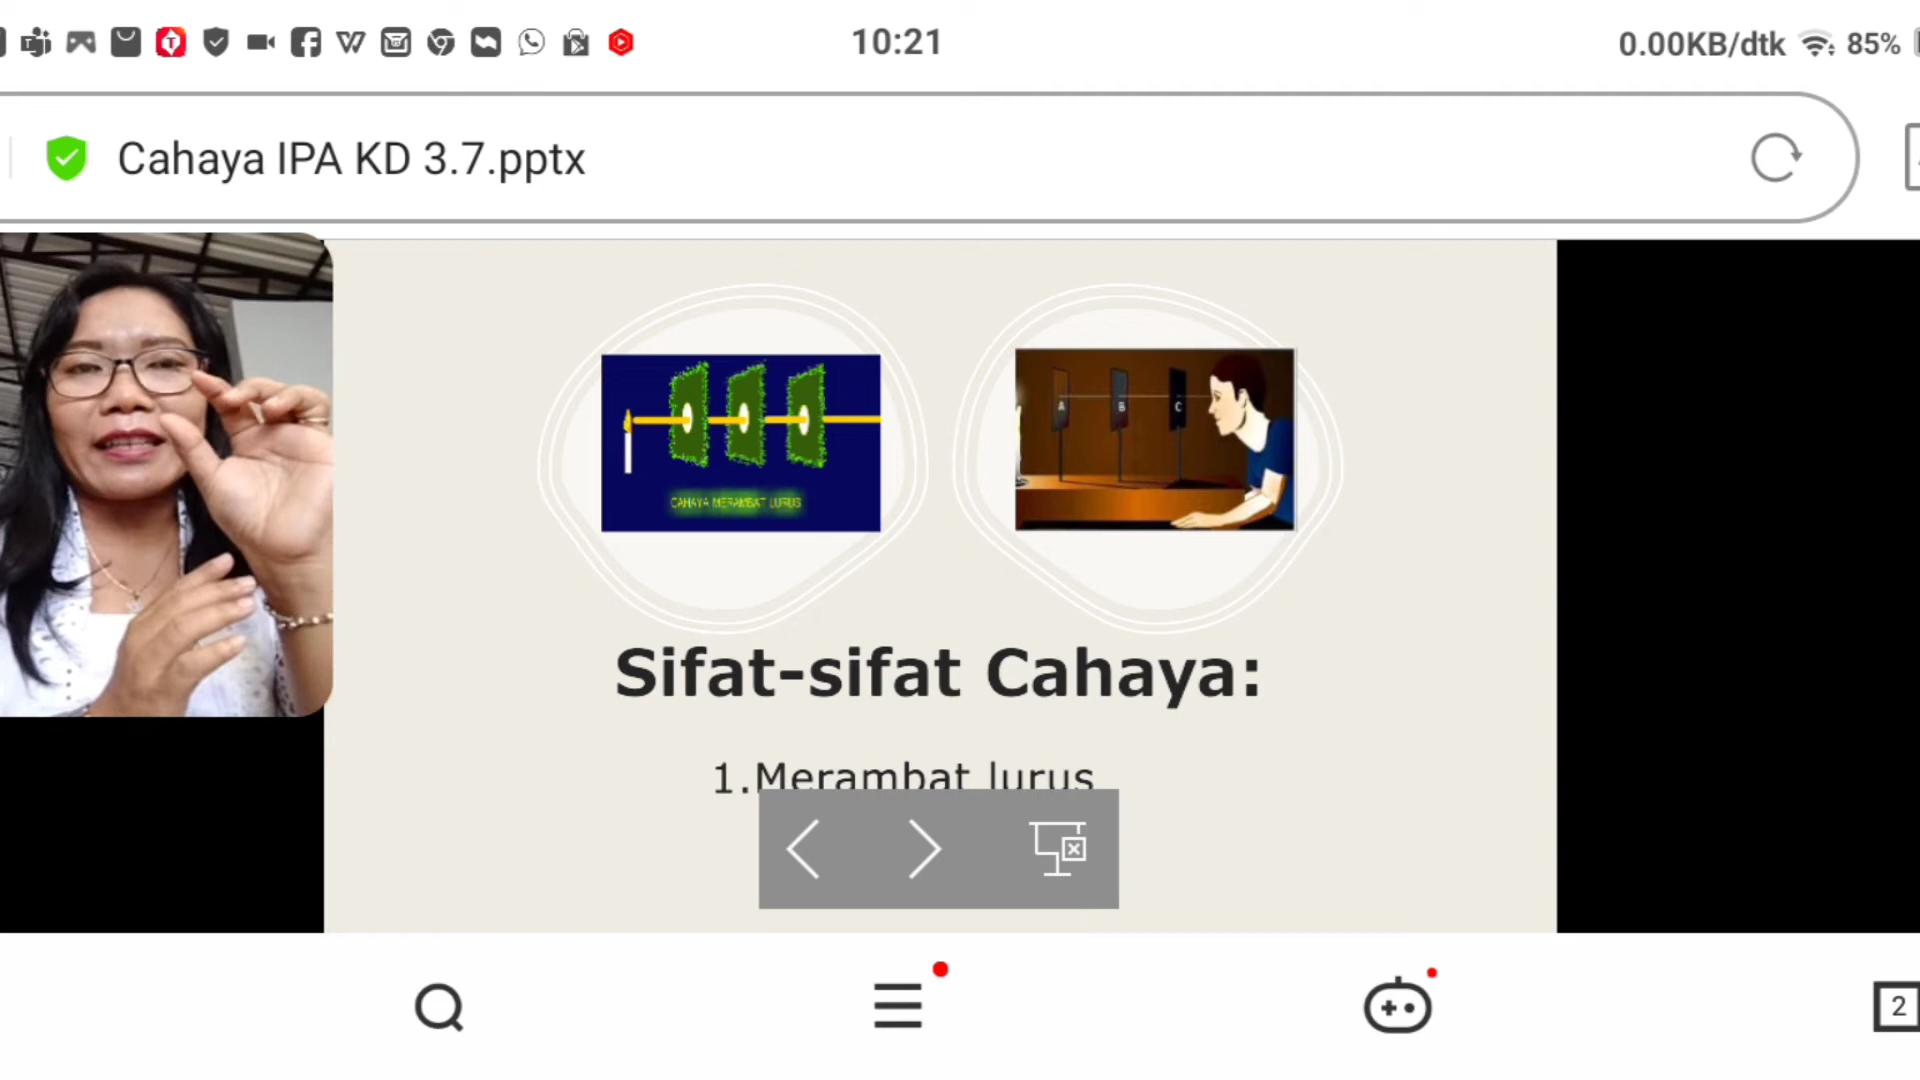 10:21
0.00KB/dtk 85%
Cahaya IPA KD 3.7.pptx
CAHAYA MERAMBAT LURUS
A B C
Sifat-sifat Cahaya:
1.Merambat lurus
2